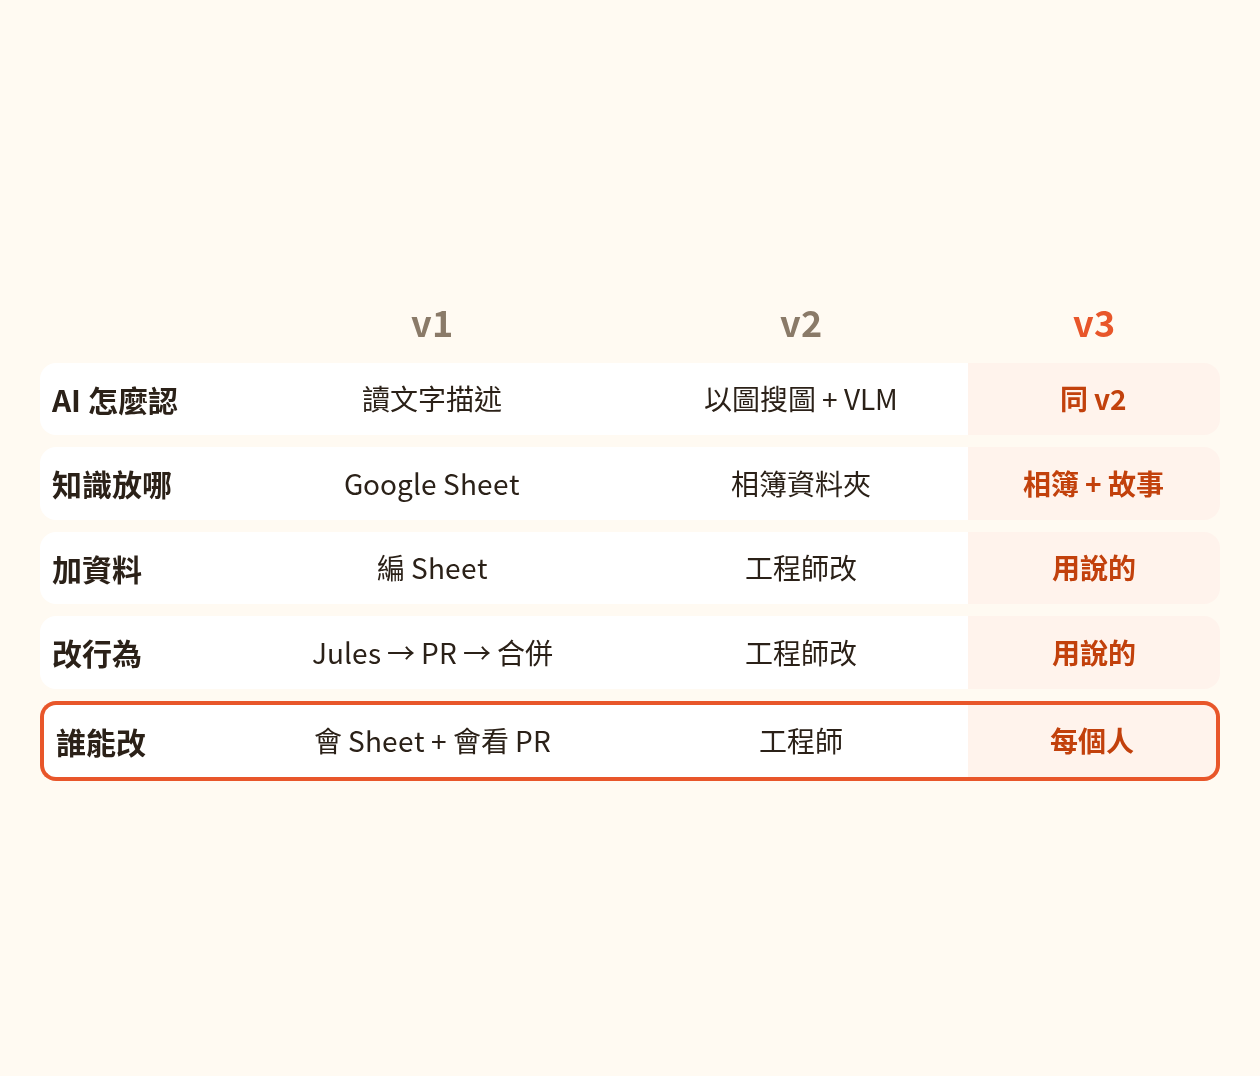 v1 v2 v3
AI 怎麼認 讀文字描述 以圖搜圖 + VLM 同 v2
知識放哪 Google Sheet 相簿資料夾 相簿 + 故事
加資料 編 Sheet 工程師改 用說的
改行為 Jules → PR → 合併 工程師改 用說的
誰能改 會 Sheet + 會看 PR 工程師 每個人